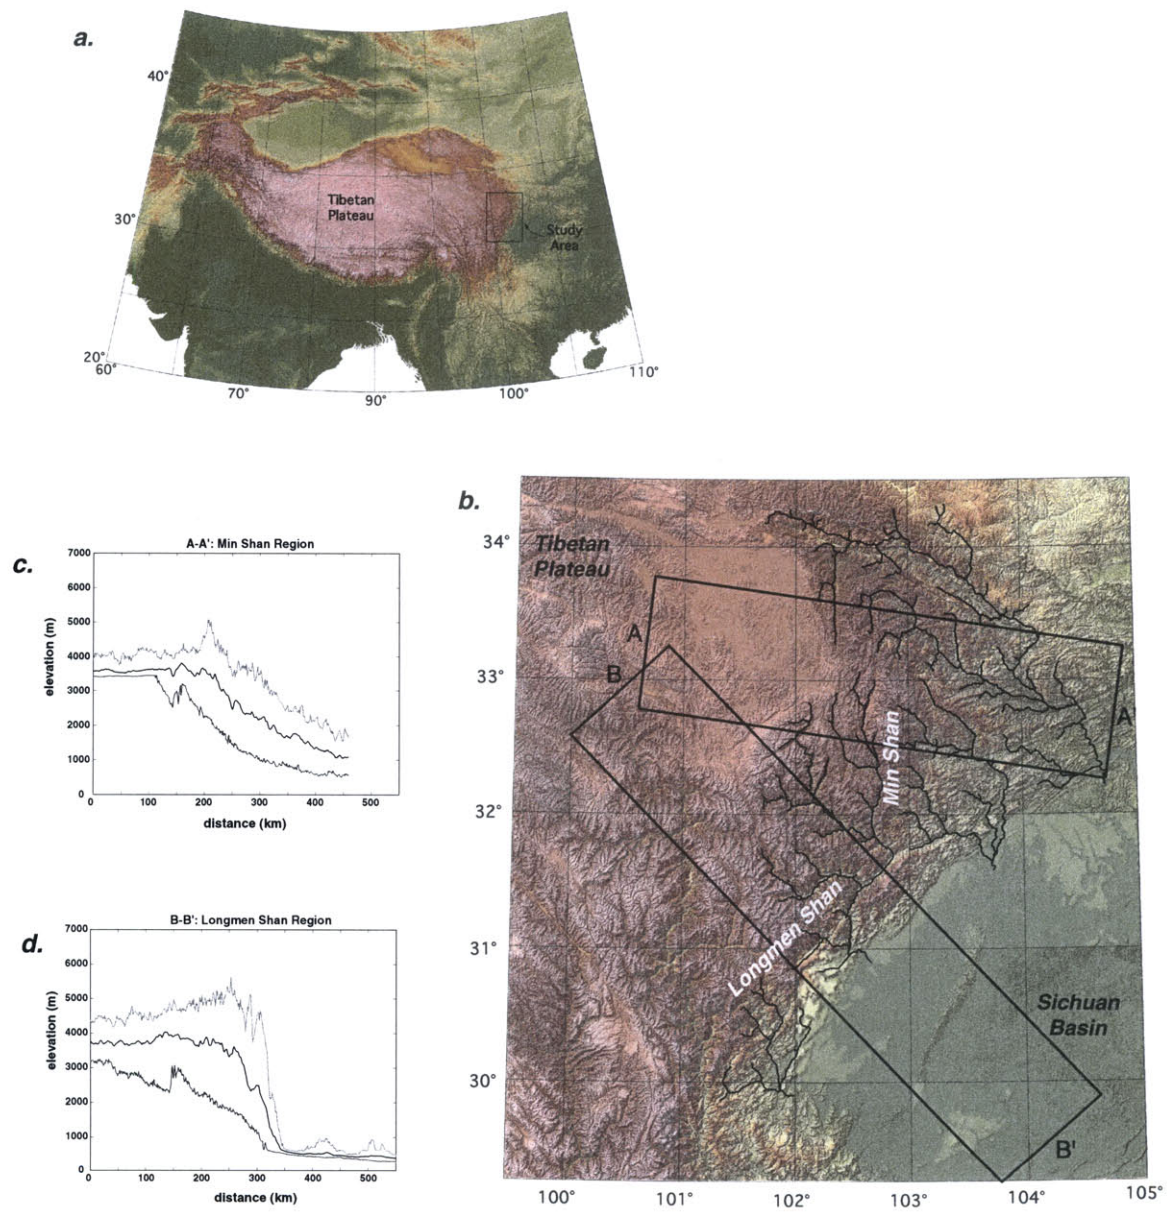 a.
40°
30°
20°
60°
70°
90°
100°
110°
Tibetan
Plateau
Study
Area
b.
34°
33°
32°
31°
30°
100°
101°
102°
103°
104°
105°
Tibetan
Plateau
A
B
A'
Min Shan
Longmen Shan
Sichuan
Basin
B'
c.
A-A': Min Shan Region
elevation (m)
7000
6000
5000
4000
3000
2000
1000
0
0 100 200 300 400 500
distance (km)
d.
B-B': Longmen Shan Region
elevation (m)
7000
6000
5000
4000
3000
2000
1000
0
0 100 200 300 400 500
distance (km)